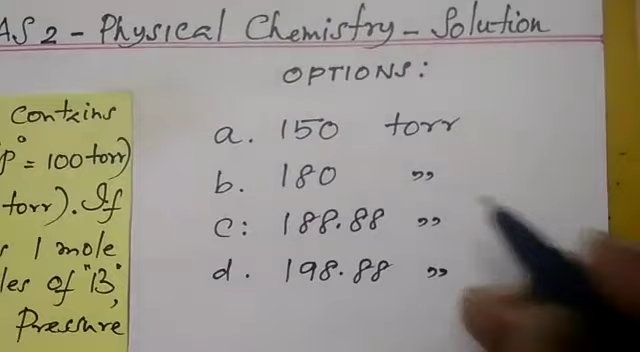 AS 2 - Physical Chemistry - Solution
OPTIONS:
Contains
P° = 100 torr)
torr). If
1 mole
of "B",
Pressure
a. 150 torr
b. 180 "
c: 188.88 "
d. 198.88 "